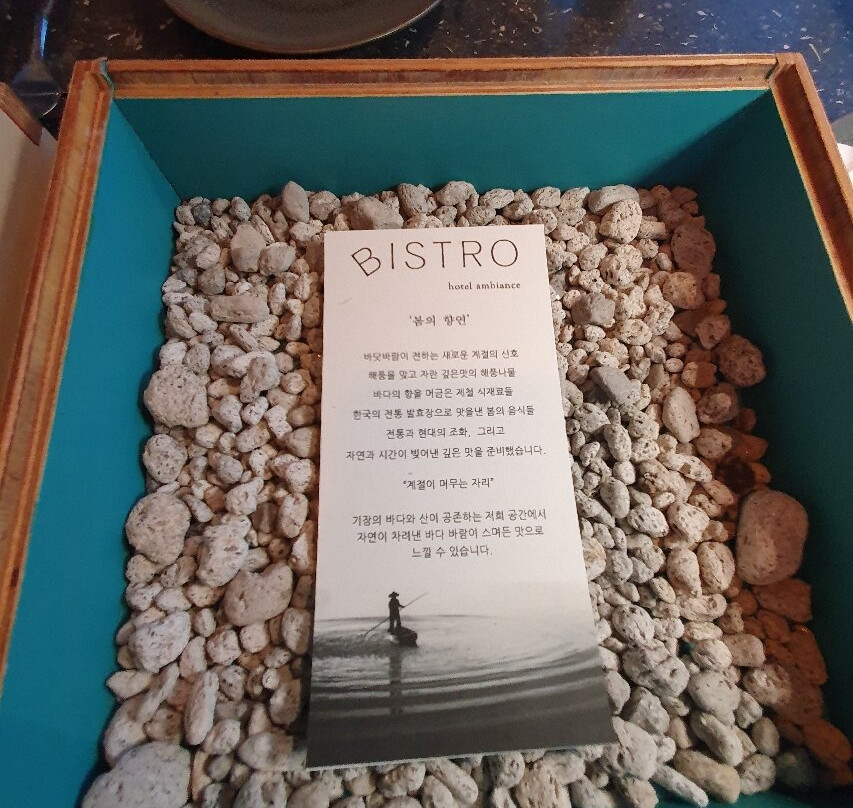 BISTRO
hotel ambiance
'봄의 향연'
바닷바람이 전하는 새로운 계절의 신호
해풍을 맞고 자란 깊은맛의 해풍나물
바다의 향을 머금은 제철 식재료들
한국의 전통 발효장으로 맛을낸 봄의 음식들
전통과 현대의 조화, 그리고
자연과 시간이 빚어낸 깊은 맛을 준비했습니다.
"계절이 머무는 자리"
기장의 바다와 산이 공존하는 저희 공간에서
자연이 차려낸 바다 바람이 스며든 맛으로
느낄 수 있습니다.